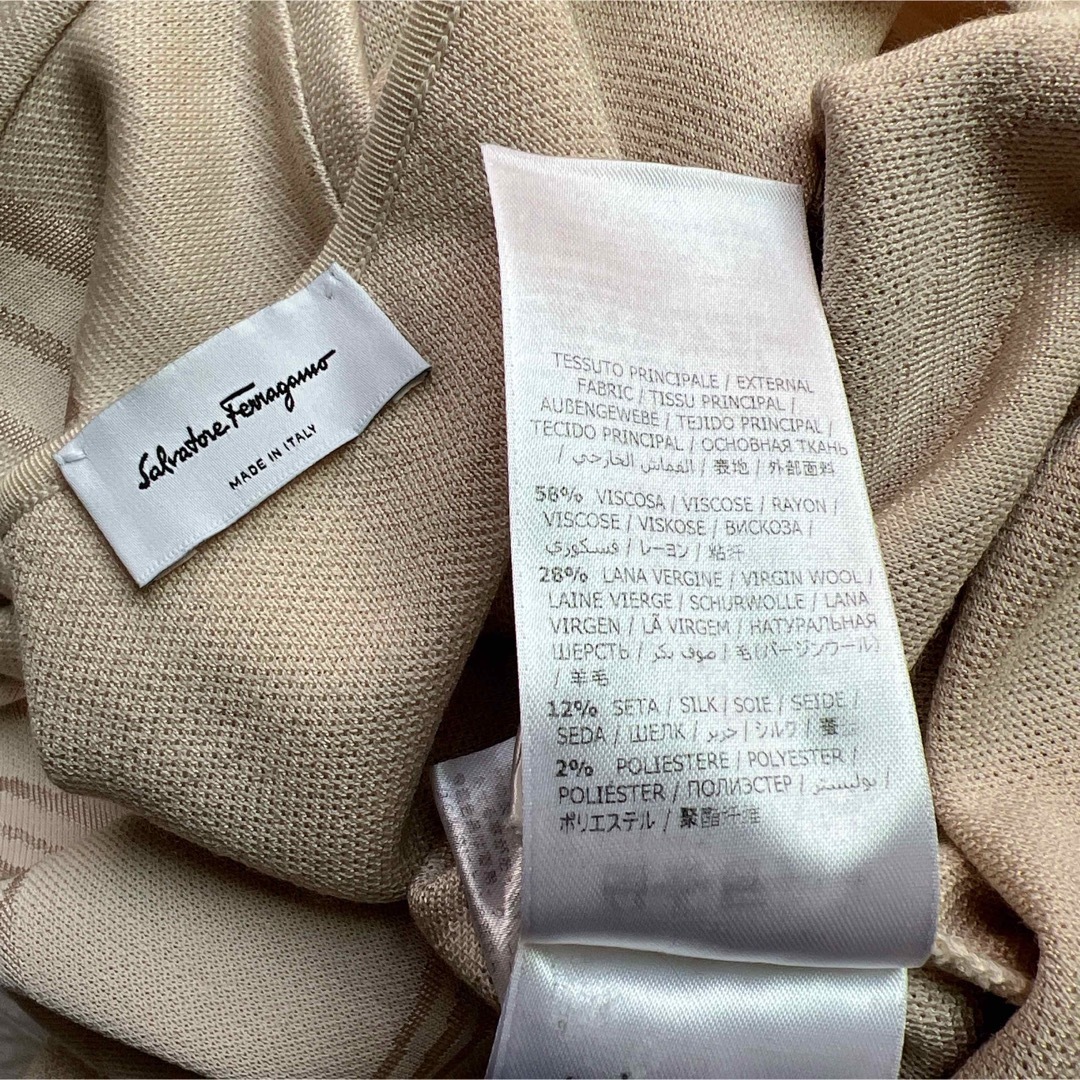 Salvatore Ferragamo
MADE IN ITALY
TESSUTO PRINCIPALE / EXTERNAL
FABRIC / TISSU PRINCIPAL /
AUßENGEWEBE / TEJIDO PRINCIPAL /
TECIDO PRINCIPAL / ОСНОВНАЯ ТКАНЬ
/ القماش الخارجي / 表地 / 外部面料
58% VISCOSA / VISCOSE / RAYON /
VISCOSE / VISKOSE / ВИСКОЗА /
فسكوزي / レーヨン / 粘纤
28% LANA VERGINE / VIRGIN WOOL /
LAINE VIERGE / SCHURWOLLE / LANA
VIRGEN / LÃ VIRGEM / НАТУРАЛЬНАЯ
ШЕРСТЬ / صوف بكر / 毛(バージンウール)
/ 羊毛
12% SETA / SILK / SOIE / SEIDE /
SEDA / ШЕЛК / حرير / シルク / 蚕
2% POLIESTERE / POLYESTER /
POLIÉSTER / ПОЛИЭСТЕР / بوليستر /
ポリエステル / 聚酯纤维